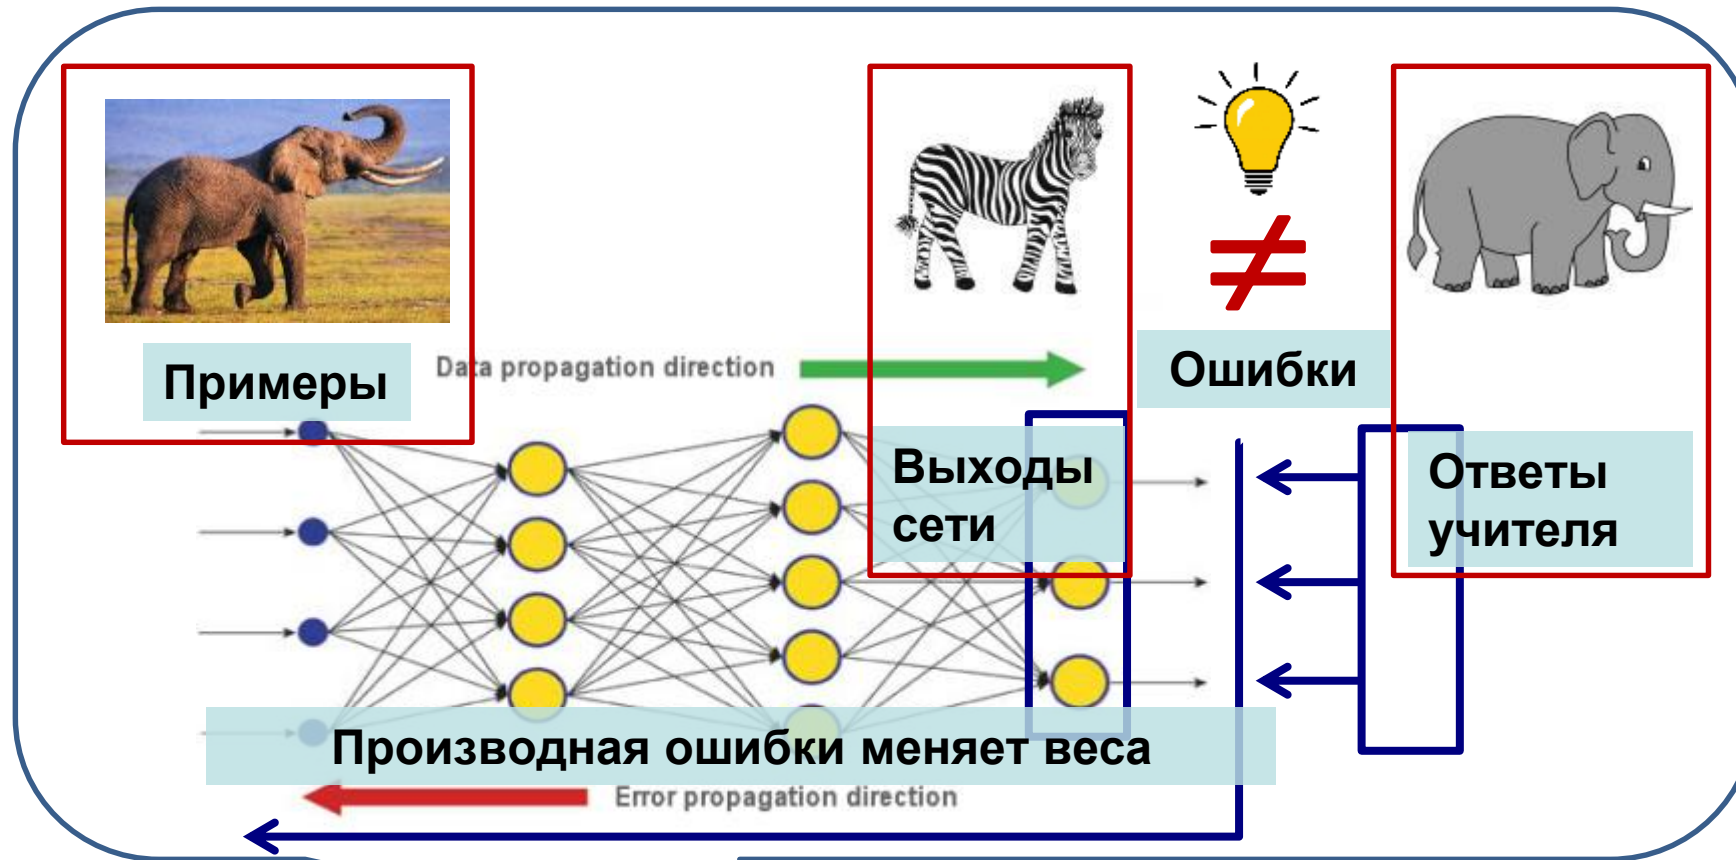 Примеры
Data propagation direction
Ошибки
Выходы
сети
Ответы
учителя
Производная ошибки меняет веса
Error propagation direction